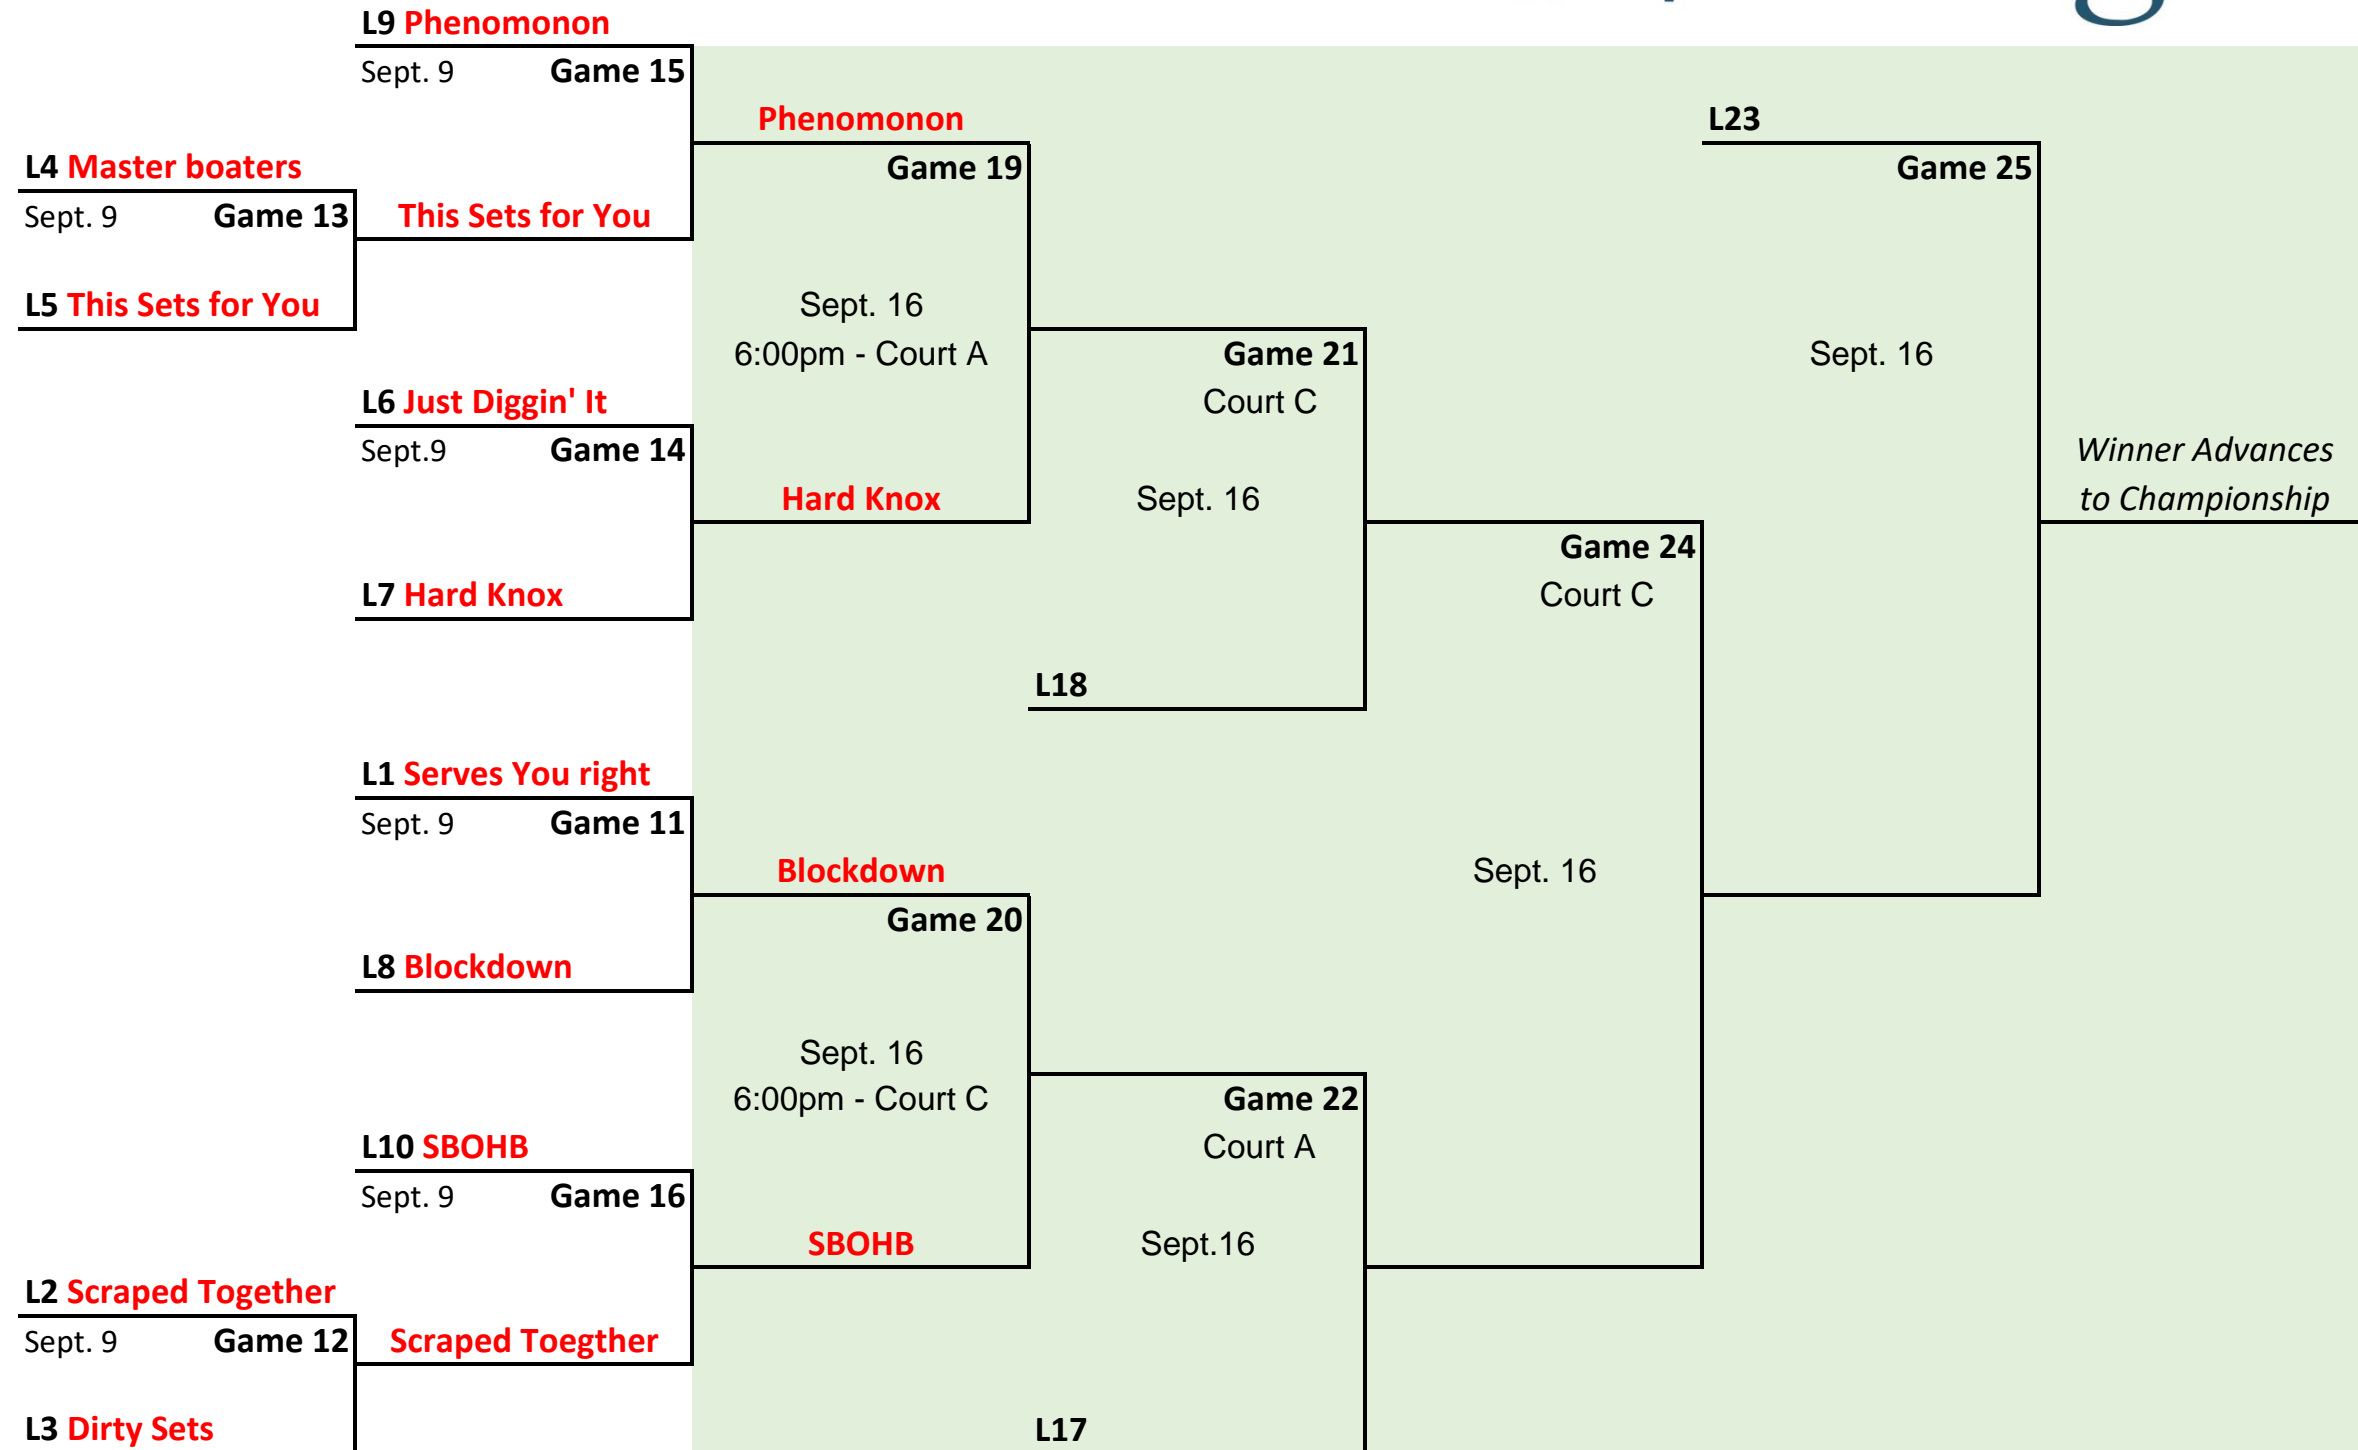 L9 Phenomonon
Sept. 9 Game 15
Phenomonon
L23
L4 Master boaters
Game 19
Game 25
Sept. 9 Game 13
This Sets for You
L5 This Sets for You
Sept. 16
6:00pm - Court A
Game 21
Sept. 16
L6 Just Diggin' It
Court C
Sept.9 Game 14
Winner Advances
Hard Knox
Sept. 16
to Championship
Game 24
L7 Hard Knox
Court C
L18
L1 Serves You right
Sept. 9 Game 11
Blockdown
Sept. 16
Game 20
L8 Blockdown
Sept. 16
6:00pm - Court C
Game 22
L10 SBOHB
Court A
Sept. 9 Game 16
SBOHB
Sept.16
L2 Scraped Together
Sept. 9 Game 12
Scraped Toegther
L3 Dirty Sets
L17